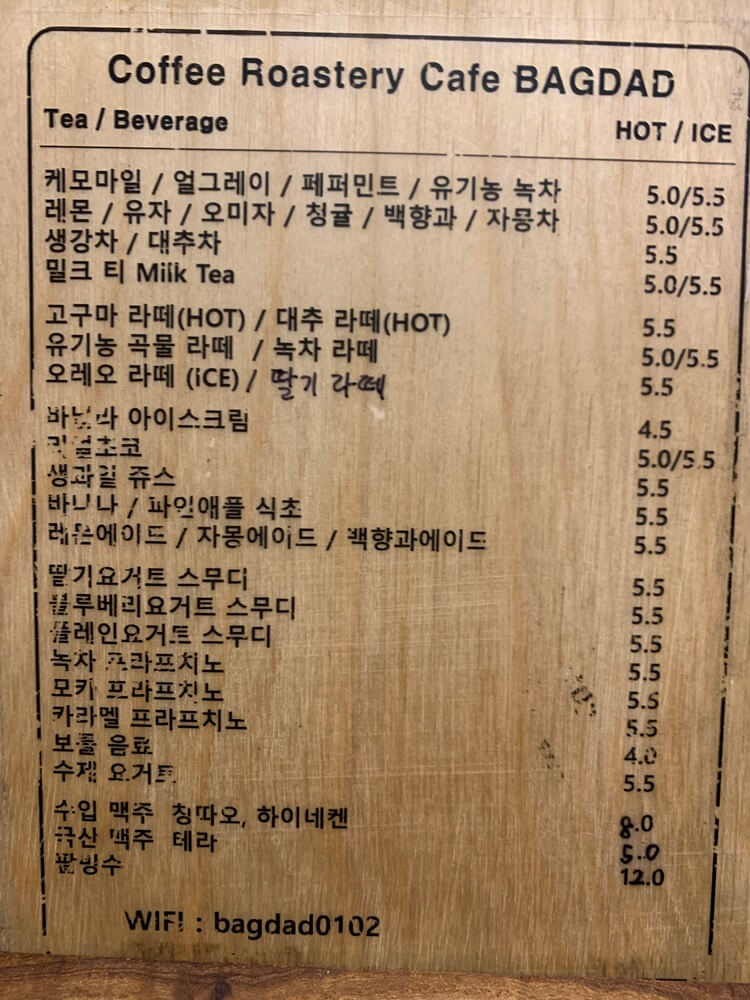 Coffee Roastery Cafe BAGDAD
Tea / Beverage HOT / ICE
케모마일 / 얼그레이 / 페퍼민트 / 유기농 녹차 5.0/5.5
레몬 / 유자 / 오미자 / 청귤 / 백향과 / 자몽차 5.0/5.5
생강차 / 대추차 5.5
밀크 티 Milk Tea 5.0/5.5
고구마 라떼(HOT) / 대추 라떼(HOT) 5.5
유기농 곡물 라떼 / 녹차 라떼 5.0/5.5
오레오 라떼 (iCE) / 딸기 라떼 5.5
바닐라 아이스크림 4.5
리얼초코 5.0/5.5
생과일 쥬스 5.5
바나나 / 파인애플 식초 5.5
레몬에이드 / 자몽에이드 / 백향과에이드 5.5
딸기요거트 스무디 5.5
블루베리요거트 스무디 5.5
플레인요거트 스무디 5.5
녹차 프라프치노 5.5
모카 프라프치노 5.5
카라멜 프라프치노 5.5
보틀 음료 4.0
수제 요거트 5.5
수입 맥주 칭따오, 하이네켄 8.0
국산 맥주 테라 5.0
팥빙수 12.0
WIFI : bagdad0102